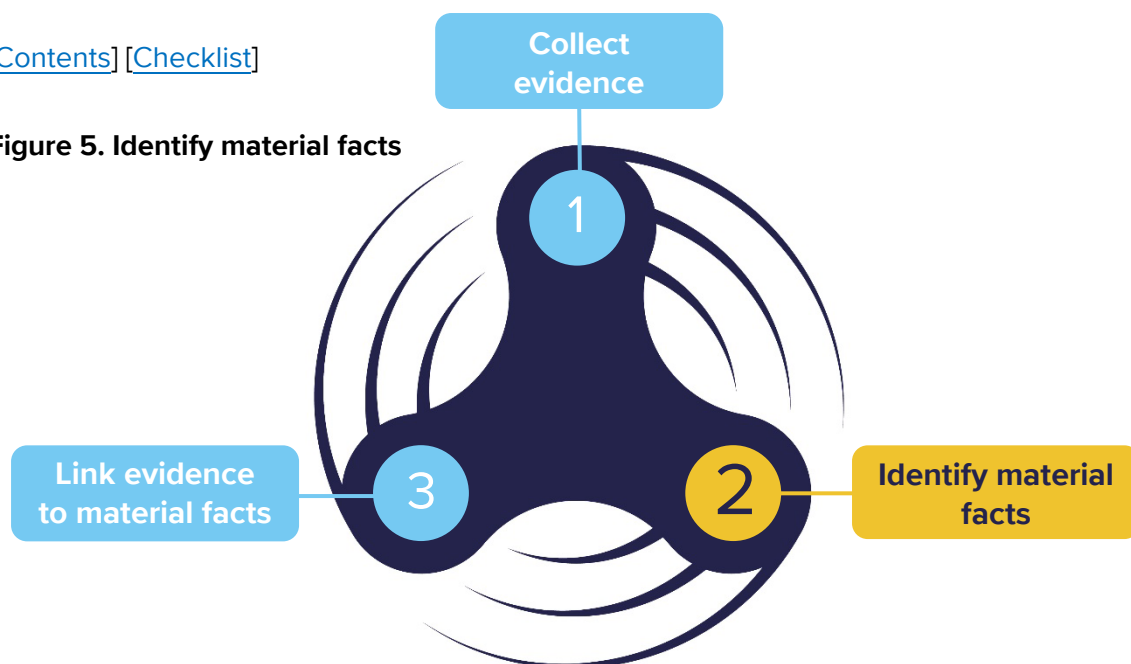 Contents] [Checklist]
Figure 5. Identify material facts
Collect
evidence
1
Link evidence
to material facts
3
2
Identify material
facts